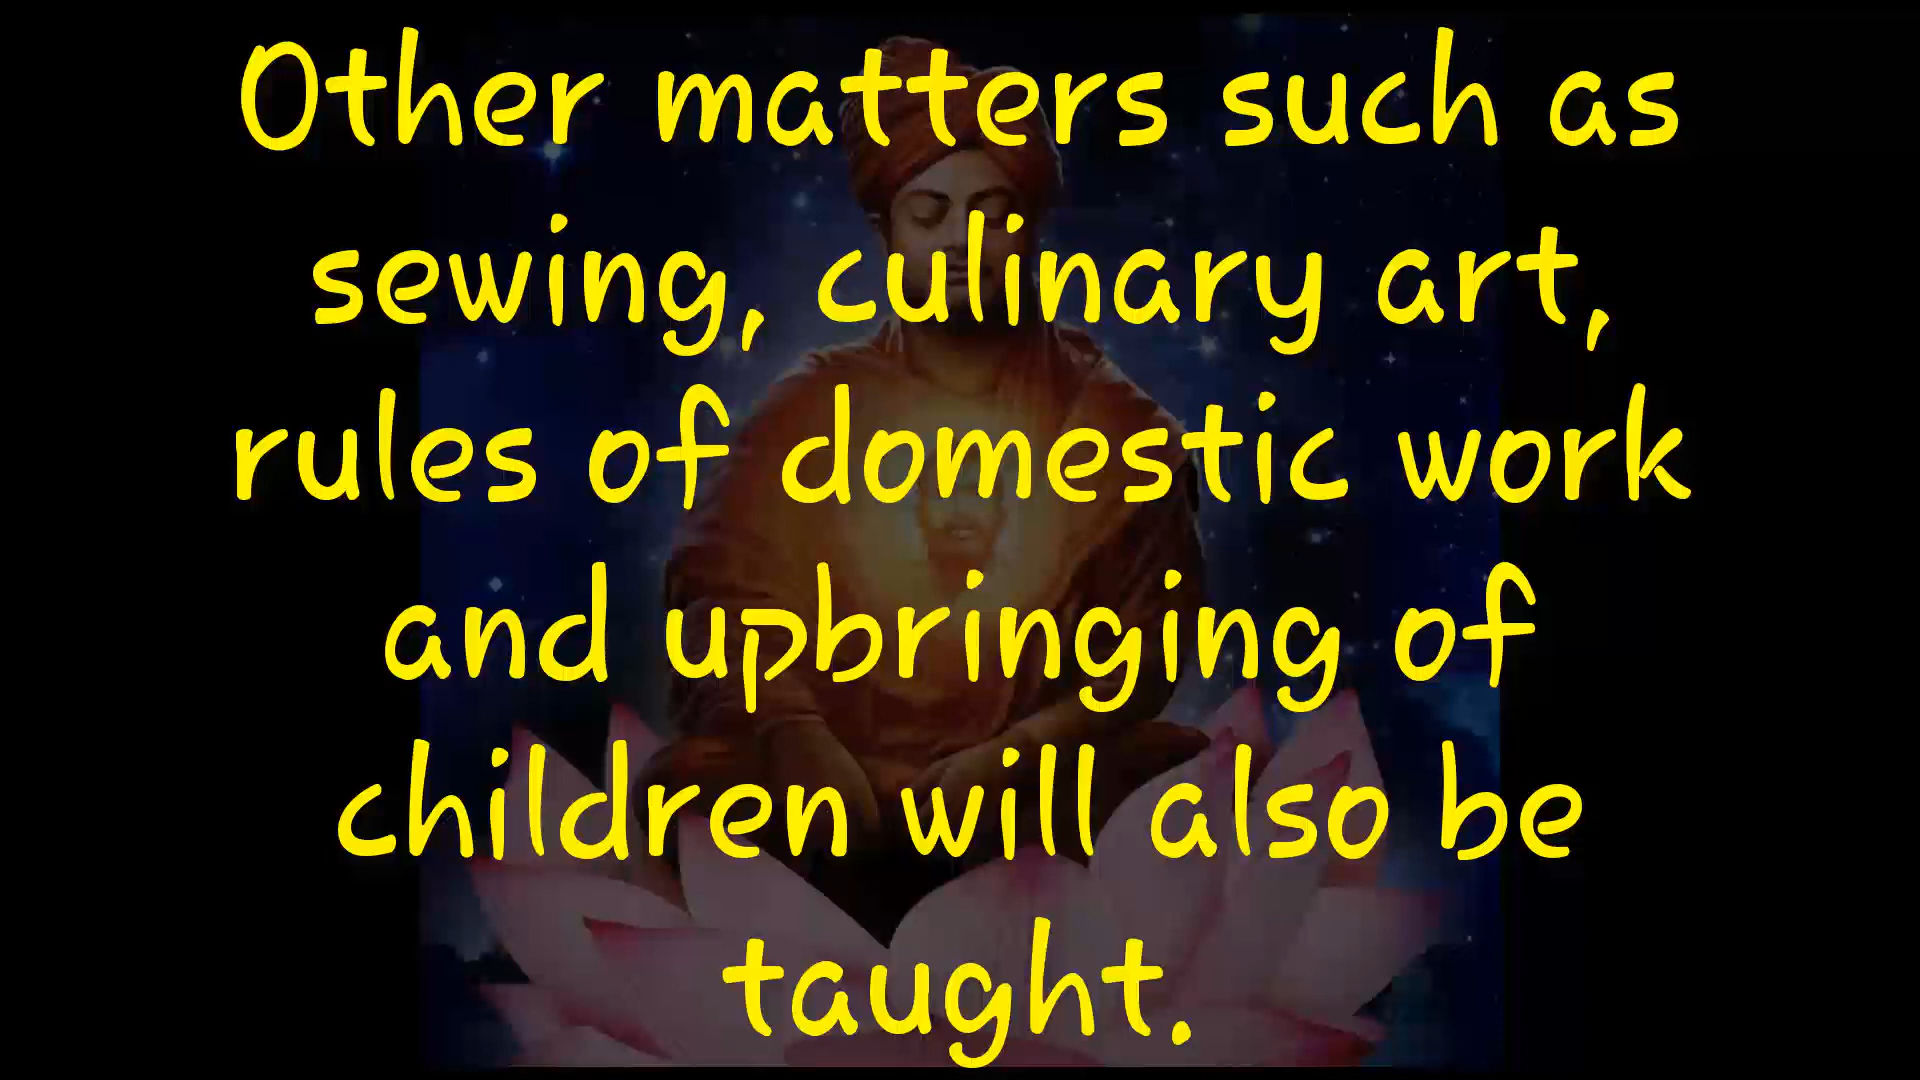 Other matters such as
sewing, culinary art,
rules of domestic work
and upbringing of
children will also be
taught.